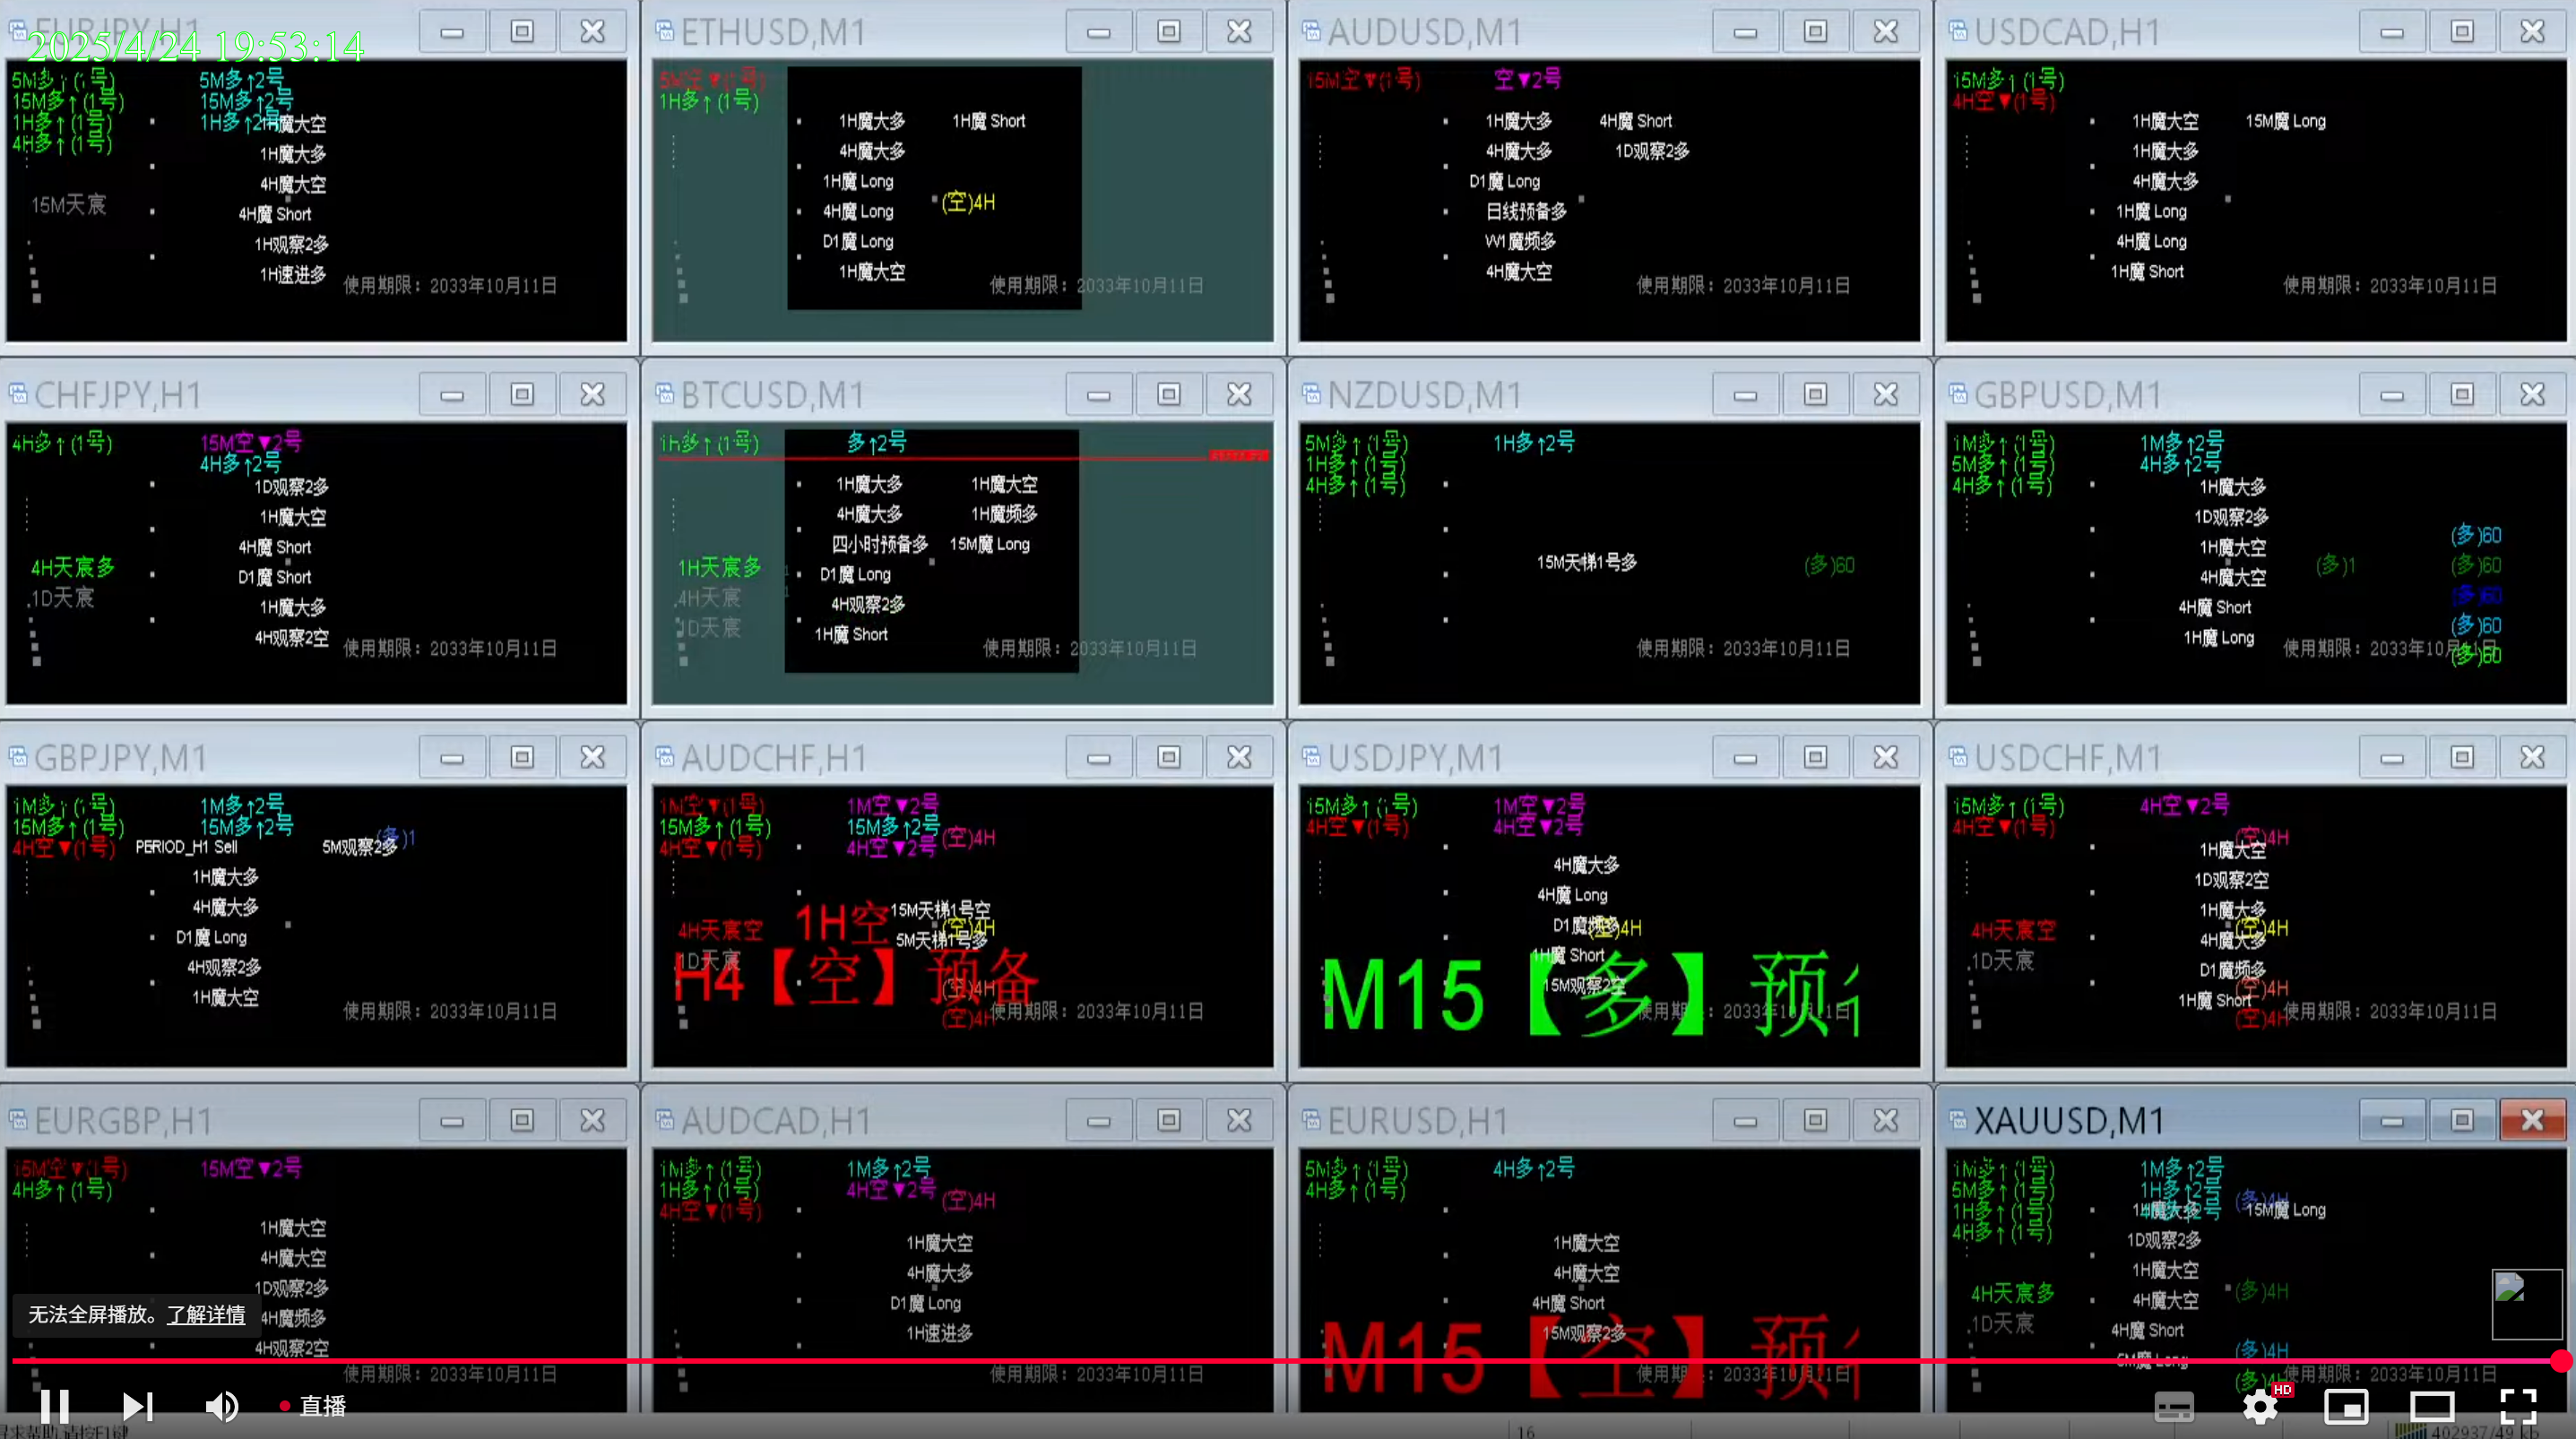 EURJPY,H1
2025/4/24 19:53:14
5M多↑(1号)
5M多↑2号
15M多↑(1号)
15M多↑2号
1H多↑(1号)
1H多↑2号
1H魔大空
4H多↑(1号)
1H魔大多
4H魔大空
15M天宸
4H魔 Short
1H观察2多
1H速进多
使用期限：2033年10月11日
ETHUSD,M1
5M空▼(1号)
1H多↑(1号)
1H魔大多
1H魔 Short
4H魔大多
1H魔 Long
(空)4H
4H魔 Long
D1魔 Long
1H魔大空
使用期限：2033年10月11日
AUDUSD,M1
15M空▼(1号)
空▼2号
1H魔大多
4H魔 Short
4H魔大多
1D观察2多
D1魔 Long
日线预备多
W1魔频多
4H魔大空
使用期限：2033年10月11日
USDCAD,H1
15M多↑(1号)
4H空▼(1号)
1H魔大空
15M魔 Long
1H魔大多
4H魔大多
1H魔 Long
4H魔 Long
1H魔 Short
使用期限：2033年10月11日
CHFJPY,H1
4H多↑(1号)
15M空▼2号
4H多↑2号
1D观察2多
1H魔大空
4H魔 Short
4H天宸多
D1魔 Short
1D天宸
1H魔大多
4H观察2空
使用期限：2033年10月11日
BTCUSD,M1
1H多↑(1号)
多↑2号
1H魔大多
1H魔大空
4H魔大多
1H魔频多
四小时预备多
15M魔 Long
1H天宸多
D1魔 Long
4H天宸
4H观察2多
1D天宸
1H魔 Short
使用期限：2033年10月11日
NZDUSD,M1
5M多↑(1号)
1H多↑2号
1H多↑(1号)
4H多↑(1号)
15M天梯1号多
(多)60
使用期限：2033年10月11日
GBPUSD,M1
1M多↑(1号)
1M多↑2号
5M多↑(1号)
4H多↑2号
4H多↑(1号)
1H魔大多
1D观察2多
(多)60
1H魔大空
(多)1
(多)60
4H魔大空
(多)60
4H魔 Short
(多)60
1H魔 Long
(多)60
使用期限：2033年10月11日
GBPJPY,M1
1M多↑(1号)
1M多↑2号
15M多↑(1号)
15M多↑2号
(多)1
4H空▼(1号)
PERIOD_H1 Sell
5M观察2多
1H魔大多
4H魔大多
D1魔 Long
4H观察2多
1H魔大空
使用期限：2033年10月11日
AUDCHF,H1
1M空▼(1号)
1M空▼2号
15M多↑(1号)
15M多↑2号
(空)4H
4H空▼(1号)
4H空▼2号
15M天梯1号空
1H空
4H天宸空
(空)4H
5M天梯1号多
1D天宸
H4【空】预备
(空)4H
(空)4H
使用期限：2033年10月11日
USDJPY,M1
15M多↑(1号)
1M空▼2号
4H空▼(1号)
4H空▼2号
4H魔大多
4H魔 Long
D1魔频多
(空)4H
1H魔 Short
15M观察2空
M15【多】预
使用期限：2033年10月11日
USDCHF,M1
15M多↑(1号)
4H空▼2号
4H空▼(1号)
(空)4H
1H魔大空
1D观察2空
1H魔大多
4H天宸空
(空)4H
4H魔大多
1D天宸
D1魔频多
(空)4H
1H魔 Short
(空)4H
使用期限：2033年10月11日
EURGBP,H1
15M空▼(1号)
15M空▼2号
4H多↑(1号)
1H魔大空
4H魔大空
1D观察2多
4H魔频多
4H观察2空
使用期限：2033年10月11日
AUDCAD,H1
1M多↑(1号)
1M多↑2号
1H多↑(1号)
4H空▼2号
(空)4H
4H空▼(1号)
1H魔大空
4H魔大多
D1魔 Long
1H速进多
使用期限：2033年10月11日
EURUSD,H1
5M多↑(1号)
4H多↑2号
4H多↑(1号)
1H魔大空
4H魔大空
4H魔 Short
15M观察2多
M15【空】预
使用期限：2033年10月11日
XAUUSD,M1
1M多↑(1号)
1M多↑2号
5M多↑(1号)
1H多↑2号
(多)4H
1H多↑(1号)
1H魔大多
15M魔 Long
4H多↑(1号)
1D观察2多
1H魔大空
4H天宸多
(多)4H
4H魔大空
1D天宸
4H魔 Short
(多)4H
5M魔 Long
使用期限：2033年10月11日
无法全屏播放。了解详情
直播
HD
16